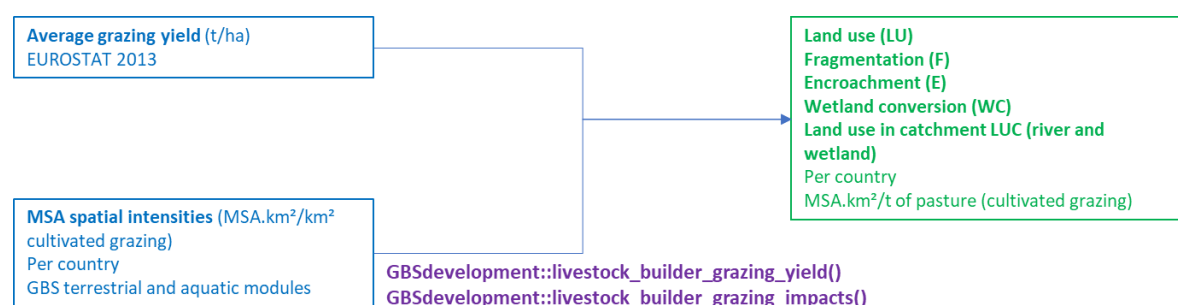 Average grazing yield (t/ha)
EUROSTAT 2013
Land use (LU)
Fragmentation (F)
Encroachment (E)
Wetland conversion (WC)
Land use in catchment LUC (river and
wetland)
Per country
MSA.km²/t of pasture (cultivated grazing)
MSA spatial intensities (MSA.km²/km²
cultivated grazing)
Per country
GBS terrestrial and aquatic modules
GBSdevelopment::livestock_builder_grazing_yield()
GBSdevelopment::livestock_builder_grazing_impacts()